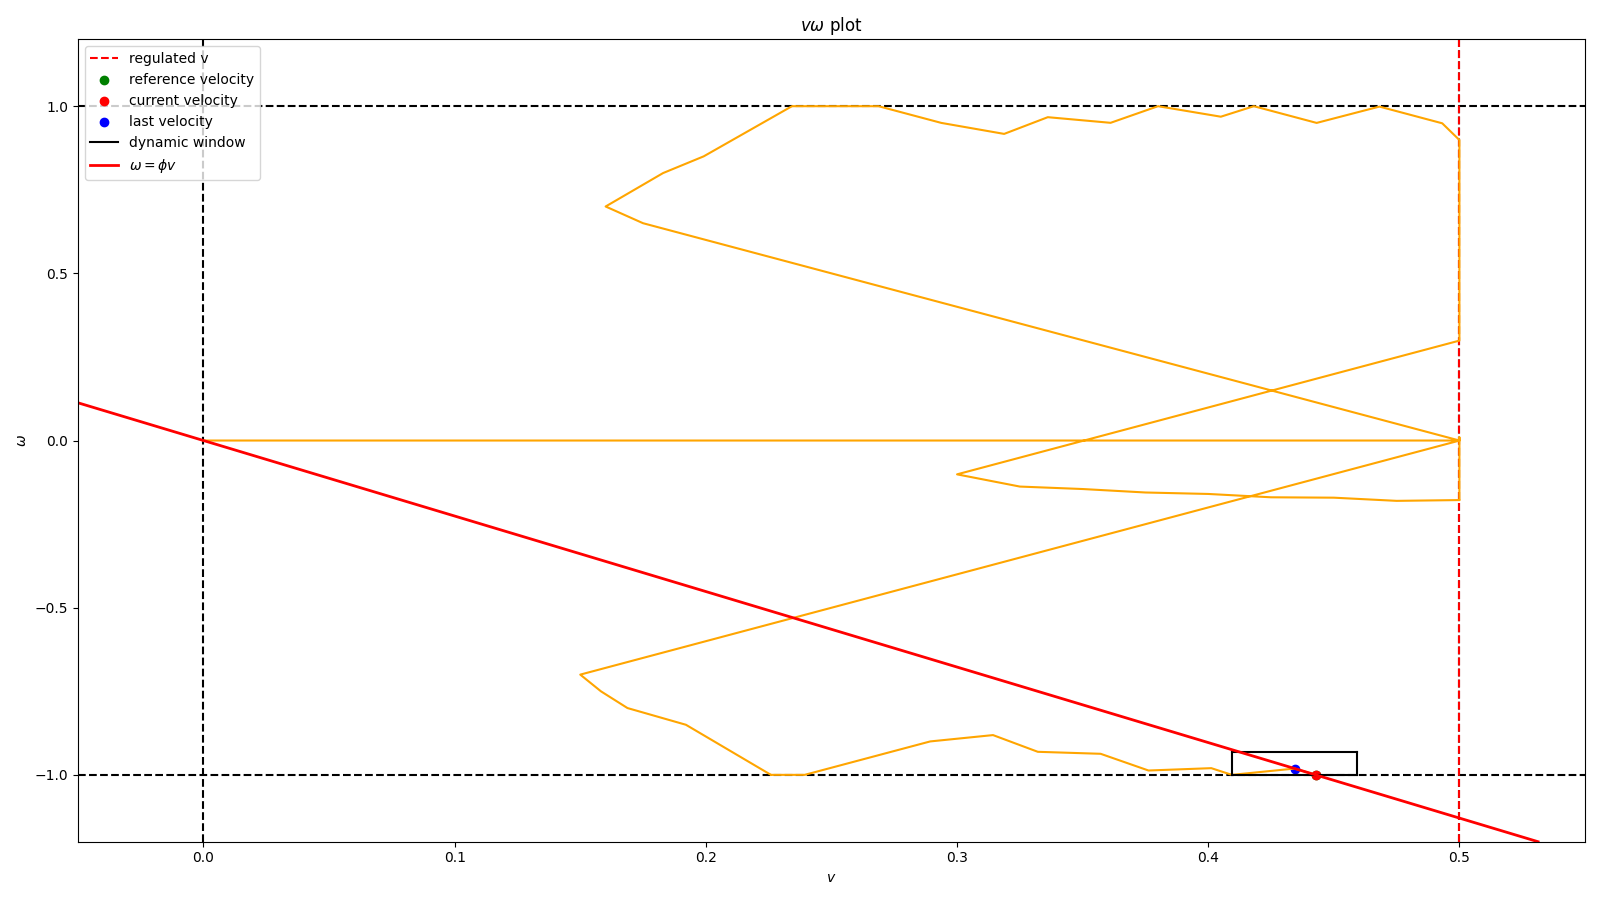 vω plot
regulated v
reference velocity
current velocity
last velocity
dynamic window
ω = ϕv
1.0
0.5
0.0
−0.5
−1.0
ω
0.0 0.1 0.2 0.3 0.4 0.5
v